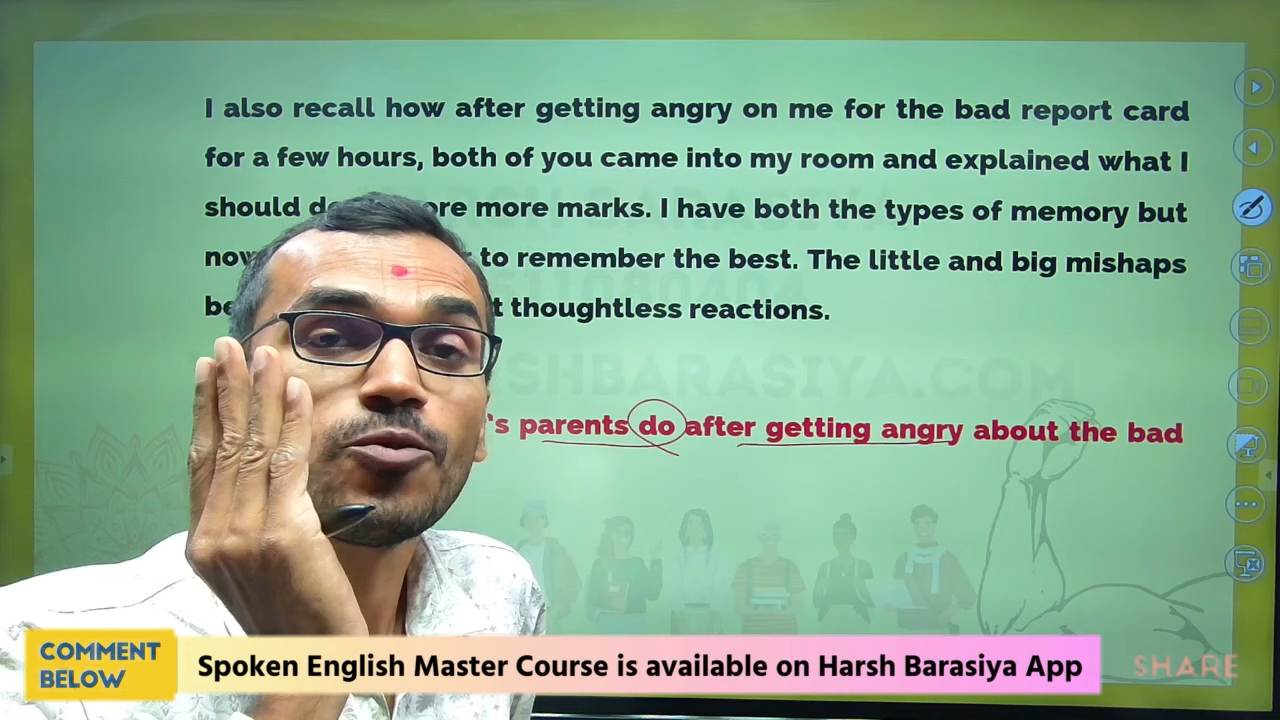 I also recall how after getting angry on me for the bad report card
for a few hours, both of you came into my room and explained what I
should more marks. I have both the types of memory but
to remember the best. The little and big mishaps
thoughtless reactions.
HARSH BARASIYA
SHBARASIYA.COM
's parents do after getting angry about the bad
COMMENT
BELOW
Spoken English Master Course is available on Harsh Barasiya App
SHARE